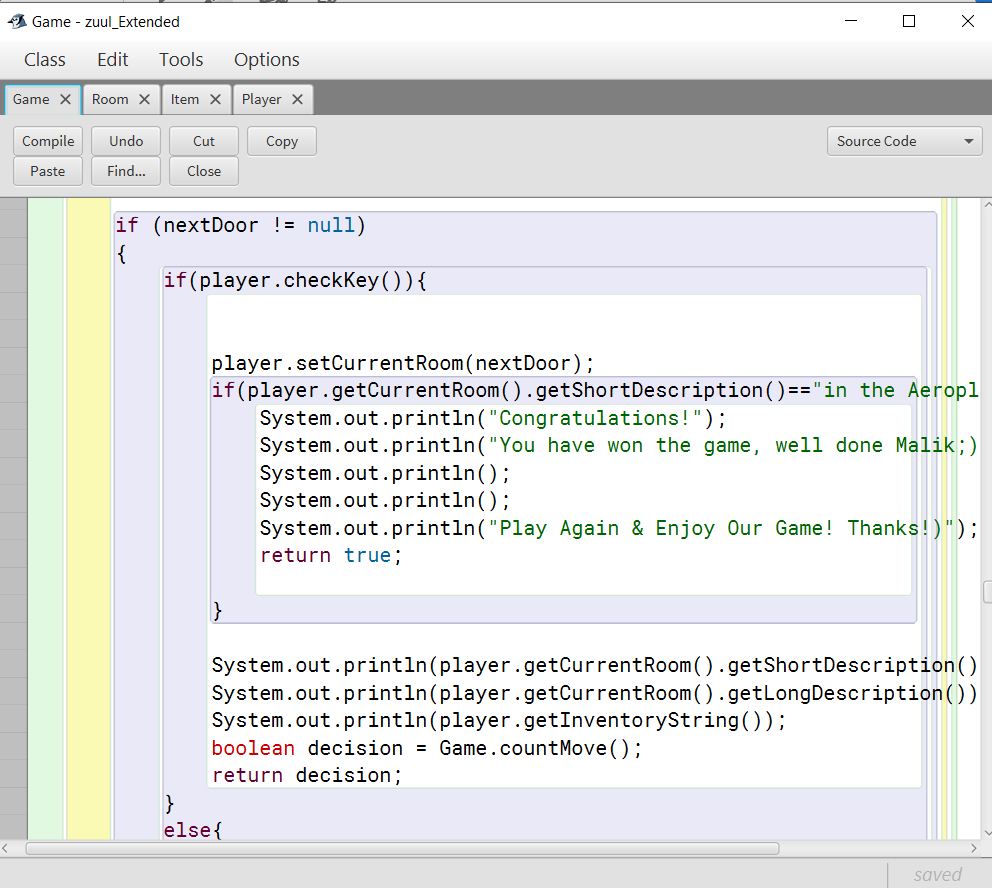 Game - zuul_Extended
Class Edit Tools Options
Game Room Item Player
Compile Undo Cut Copy Source Code
Paste Find... Close
if (nextDoor != null)
{
if(player.checkKey()){
player.setCurrentRoom(nextDoor);
if(player.getCurrentRoom().getShortDescription()=="in the Aeropl
System.out.println("Congratulations!");
System.out.println("You have won the game, well done Malik;)
System.out.println();
System.out.println();
System.out.println("Play Again & Enjoy Our Game! Thanks!)");
return true;
}
System.out.println(player.getCurrentRoom().getShortDescription()
System.out.println(player.getCurrentRoom().getLongDescription())
System.out.println(player.getInventoryString());
boolean decision = Game.countMove();
return decision;
}
else{
saved